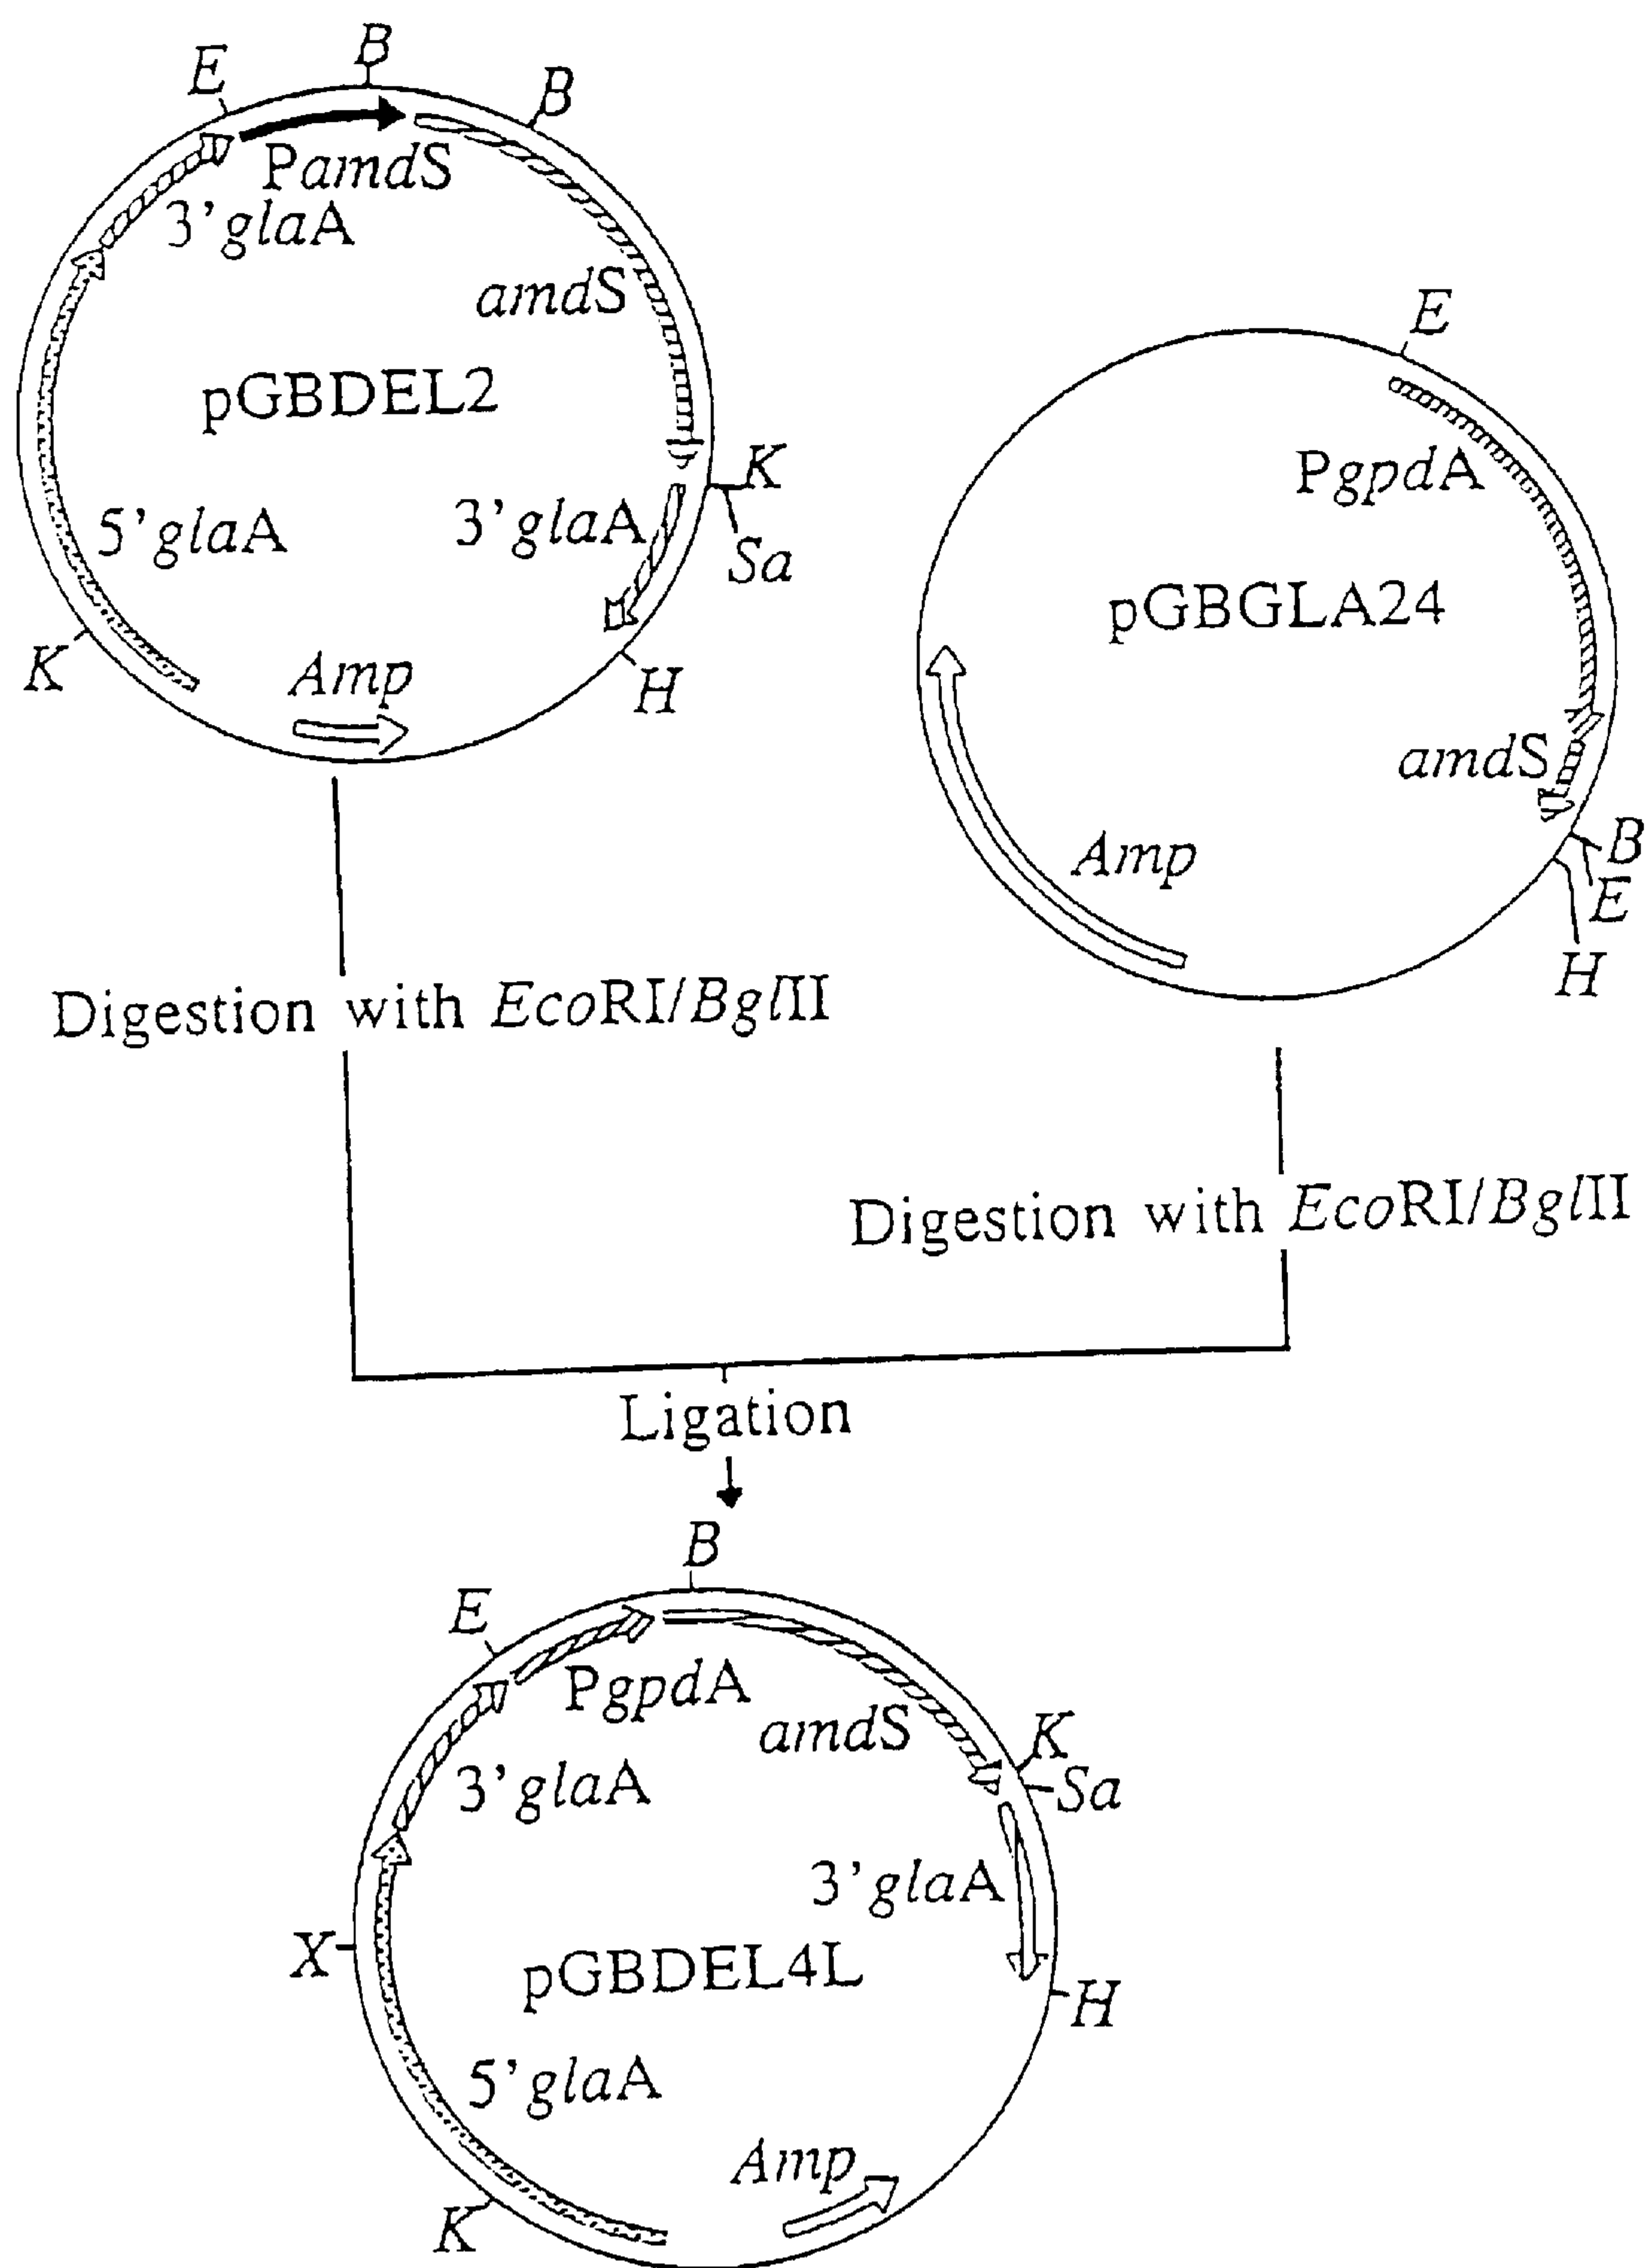 B
E
B
PamdS
3'glaA
amdS
pGBDEL2
K
3'glaA
Sa
5'glaA
K
Amp
H
E
PgpdA
pGBGLA24
amdS
B
E
H
Amp
Digestion with EcoRI/BglII
Digestion with EcoRI/BglII
Ligation
B
E
PgpdA
amdS
K
Sa
3'glaA
3'glaA
X
pGBDEL4L
H
5'glaA
Amp
K